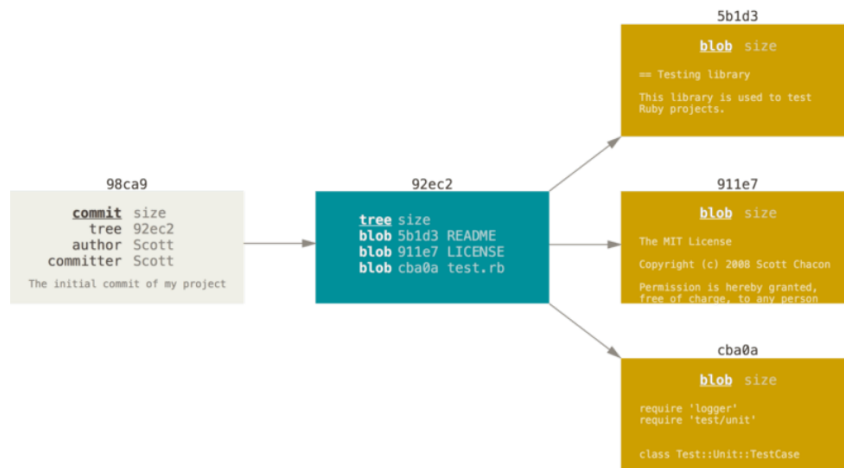 98ca9
commit size
tree 92ec2
author Scott
committer Scott
The initial commit of my project
92ec2
tree size
blob 5b1d3 README
blob 911e7 LICENSE
blob cba0a test.rb
5b1d3
blob size
== Testing library
This library is used to test
Ruby projects.
911e7
blob size
The MIT License
Copyright (c) 2008 Scott Chacon
Permission is hereby granted,
free of charge, to any person
cba0a
blob size
require 'logger'
require 'test/unit'
class Test::Unit::TestCase